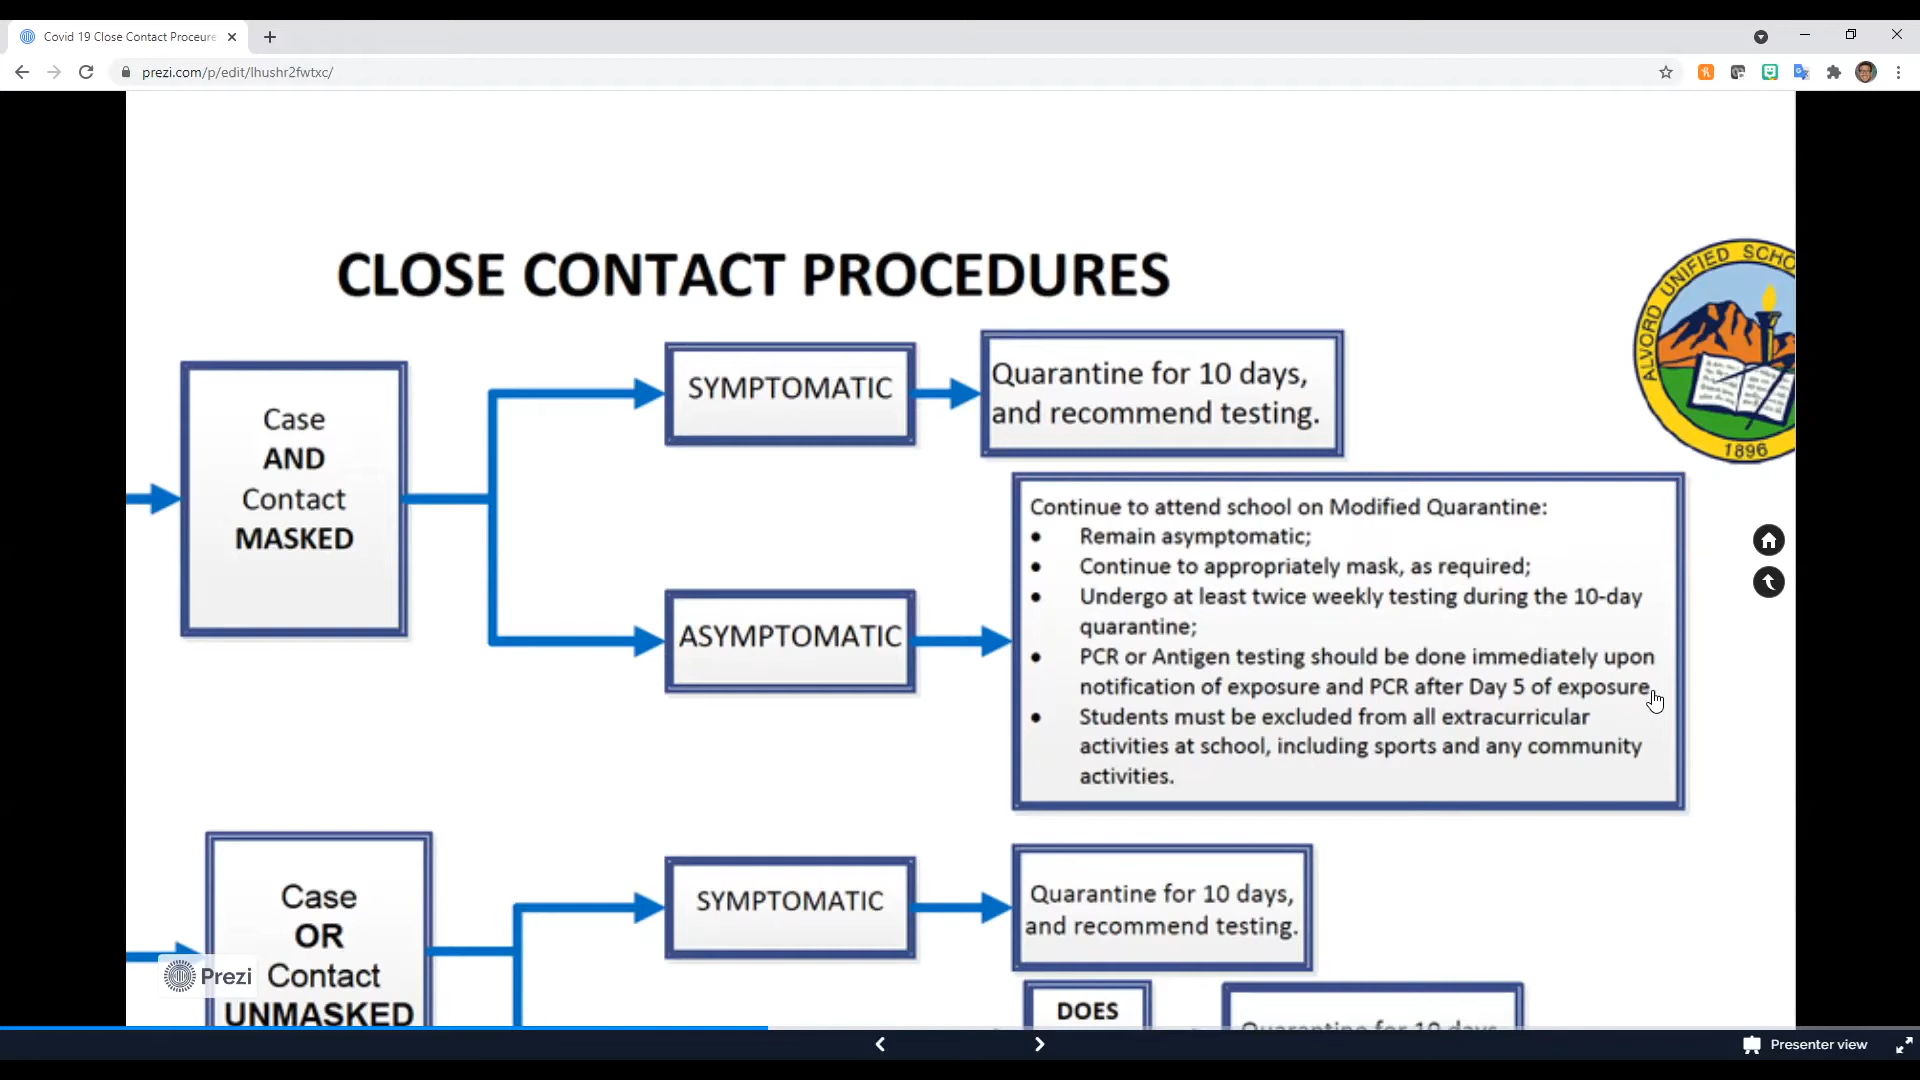 Covid 19 Close Contact Proceure
prezi.com/p/edit/lhushr2fwtxc/
CLOSE CONTACT PROCEDURES
ALVORD UNIFIED SCHO
1896
Case
AND
Contact
MASKED
SYMPTOMATIC
Quarantine for 10 days,
and recommend testing.
ASYMPTOMATIC
Continue to attend school on Modified Quarantine:
• Remain asymptomatic;
• Continue to appropriately mask, as required;
• Undergo at least twice weekly testing during the 10-day
quarantine;
• PCR or Antigen testing should be done immediately upon
notification of exposure and PCR after Day 5 of exposure
• Students must be excluded from all extracurricular
activities at school, including sports and any community
activities.
Case
OR
Contact
UNMASKED
SYMPTOMATIC
Quarantine for 10 days,
and recommend testing.
DOES
Quarantine for 10 days
Prezi
Presenter view